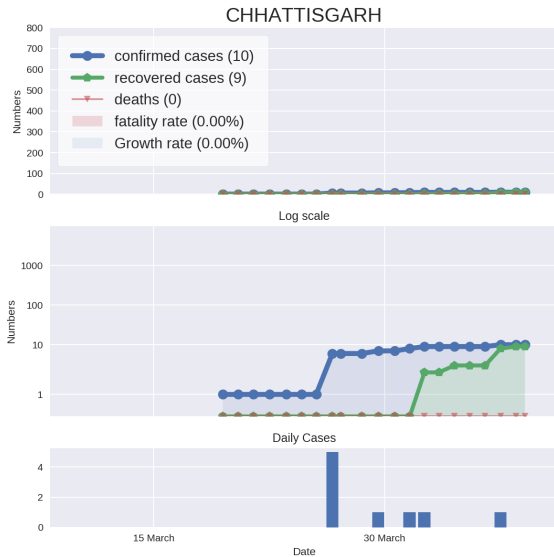 CHHATTISGARH
800
700
600
500
400
300
200
100
0
Numbers
confirmed cases (10)
recovered cases (9)
deaths (0)
fatality rate (0.00%)
Growth rate (0.00%)
Log scale
1000
100
10
1
Numbers
Daily Cases
4
2
0
15 March
30 March
Date